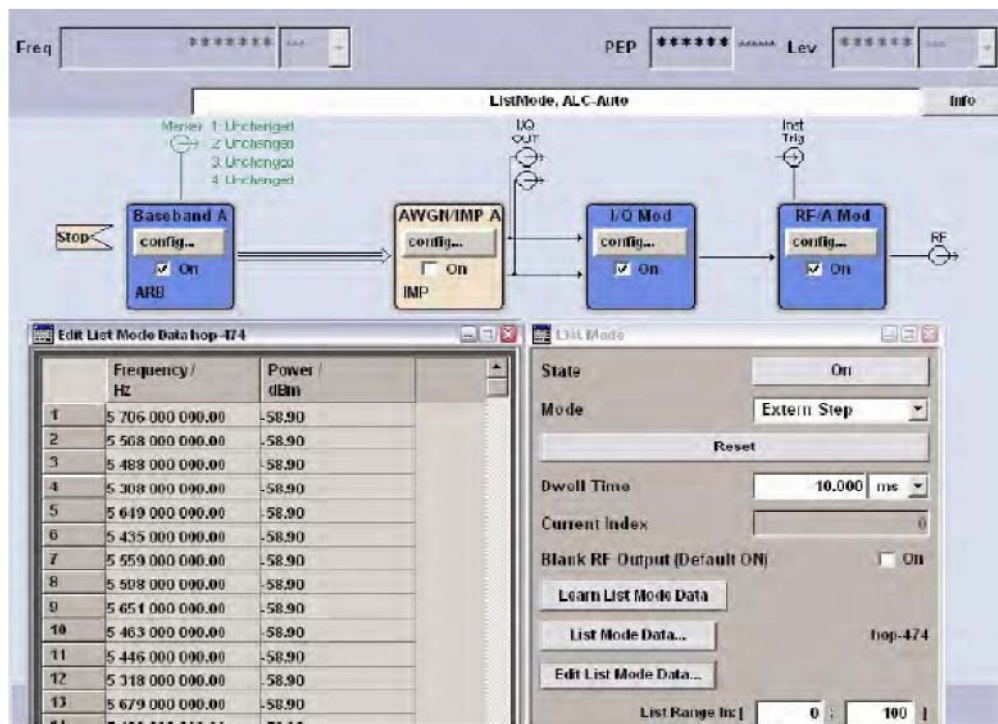 Freq ******* --- PEP ****** ----- Lev ****** ---
ListMode, ALC-Auto Info
Marker 1: Unchanged
2: Unchanged
3: Unchanged
4: Unchanged
I/Q
OUT
Inst
Trig
Stop
Baseband A
config...
On
ARB
AWGN/IMP A
config...
On
IMP
I/Q Mod
config...
On
RF/A Mod
config...
On
RF
Edit List Mode Data hop-474
Frequency / Hz Power / dBm
1 5 706 000 000.00 -58.90
2 5 568 000 000.00 -58.90
3 5 488 000 000.00 -58.90
4 5 308 000 000.00 -58.90
5 5 649 000 000.00 -58.90
6 5 435 000 000.00 -58.90
7 5 559 000 000.00 -58.90
8 5 598 000 000.00 -58.90
9 5 651 000 000.00 -58.90
10 5 463 000 000.00 -58.90
11 5 446 000 000.00 -58.90
12 5 318 000 000.00 -58.90
13 5 679 000 000.00 -58.90
List Mode
State On
Mode Extern Step
Reset
Dwell Time 10.000 ms
Current Index 0
Blank RF Output (Default ON) On
Learn List Mode Data
List Mode Data... hop-474
Edit List Mode Data...
List Range In: [ 0 : 100 ]